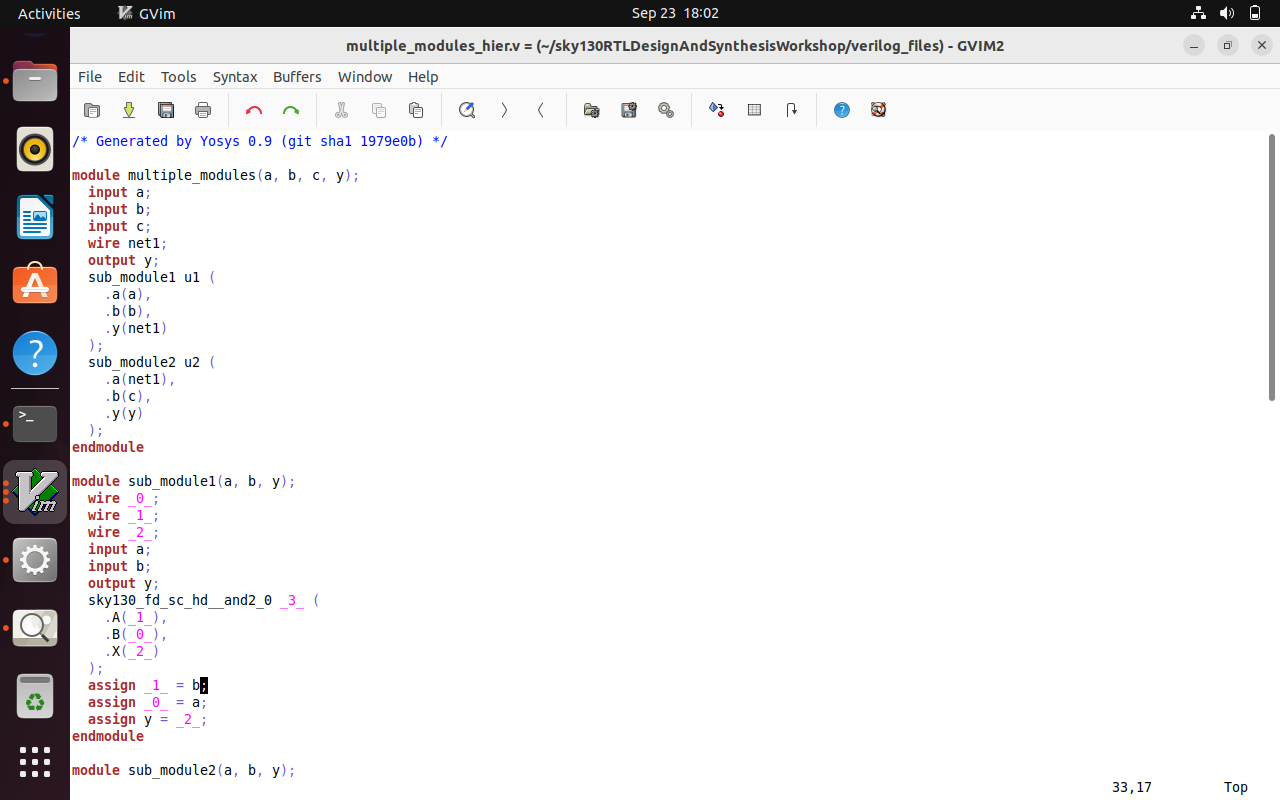 Activities
GVim
Sep 23 18:02
multiple_modules_hier.v = (~/sky130RTLDesignAndSynthesisWorkshop/verilog_files) - GVIM2
File Edit Tools Syntax Buffers Window Help
/* Generated by Yosys 0.9 (git sha1 1979e0b) */
module multiple_modules(a, b, c, y);
input a;
input b;
input c;
wire net1;
output y;
sub_module1 u1 (
.a(a),
.b(b),
.y(net1)
);
sub_module2 u2 (
.a(net1),
.b(c),
.y(y)
);
endmodule
module sub_module1(a, b, y);
wire _0_;
wire _1_;
wire _2_;
input a;
input b;
output y;
sky130_fd_sc_hd__and2_0 _3_ (
.A(_1_),
.B(_0_),
.X(_2_)
);
assign _1_ = b;
assign _0_ = a;
assign y = _2_;
endmodule
module sub_module2(a, b, y);
33,17 Top